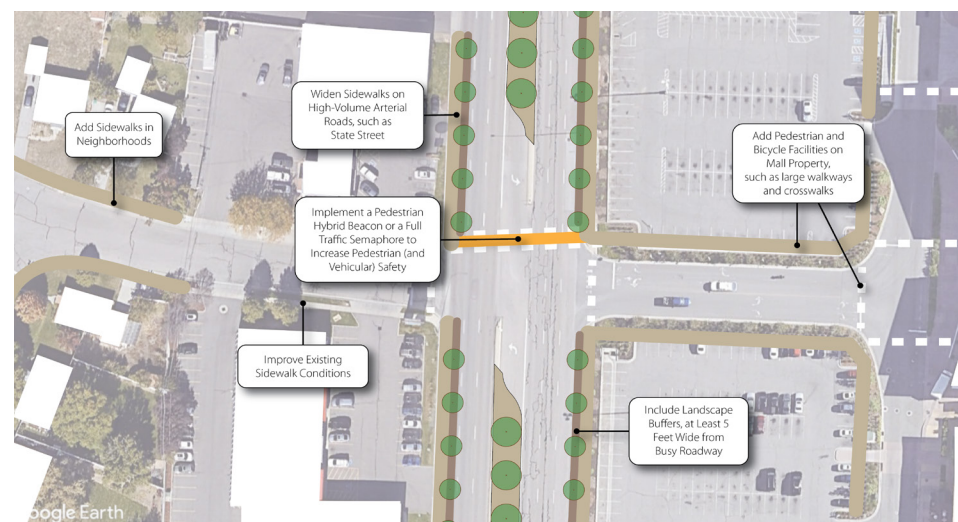 Widen Sidewalks on
High-Volume Arterial
Roads, such as
State Street
Add Sidewalks in
Neighborhoods
Add Pedestrian and
Bicycle Facilities on
Mall Property,
such as large walkways
and crosswalks
Implement a Pedestrian
Hybrid Beacon or a Full
Traffic Semaphore to
Increase Pedestrian (and
Vehicular) Safety
Improve Existing
Sidewalk Conditions
Include Landscape
Buffers, at Least 5
Feet Wide from
Busy Roadway
oogle Earth